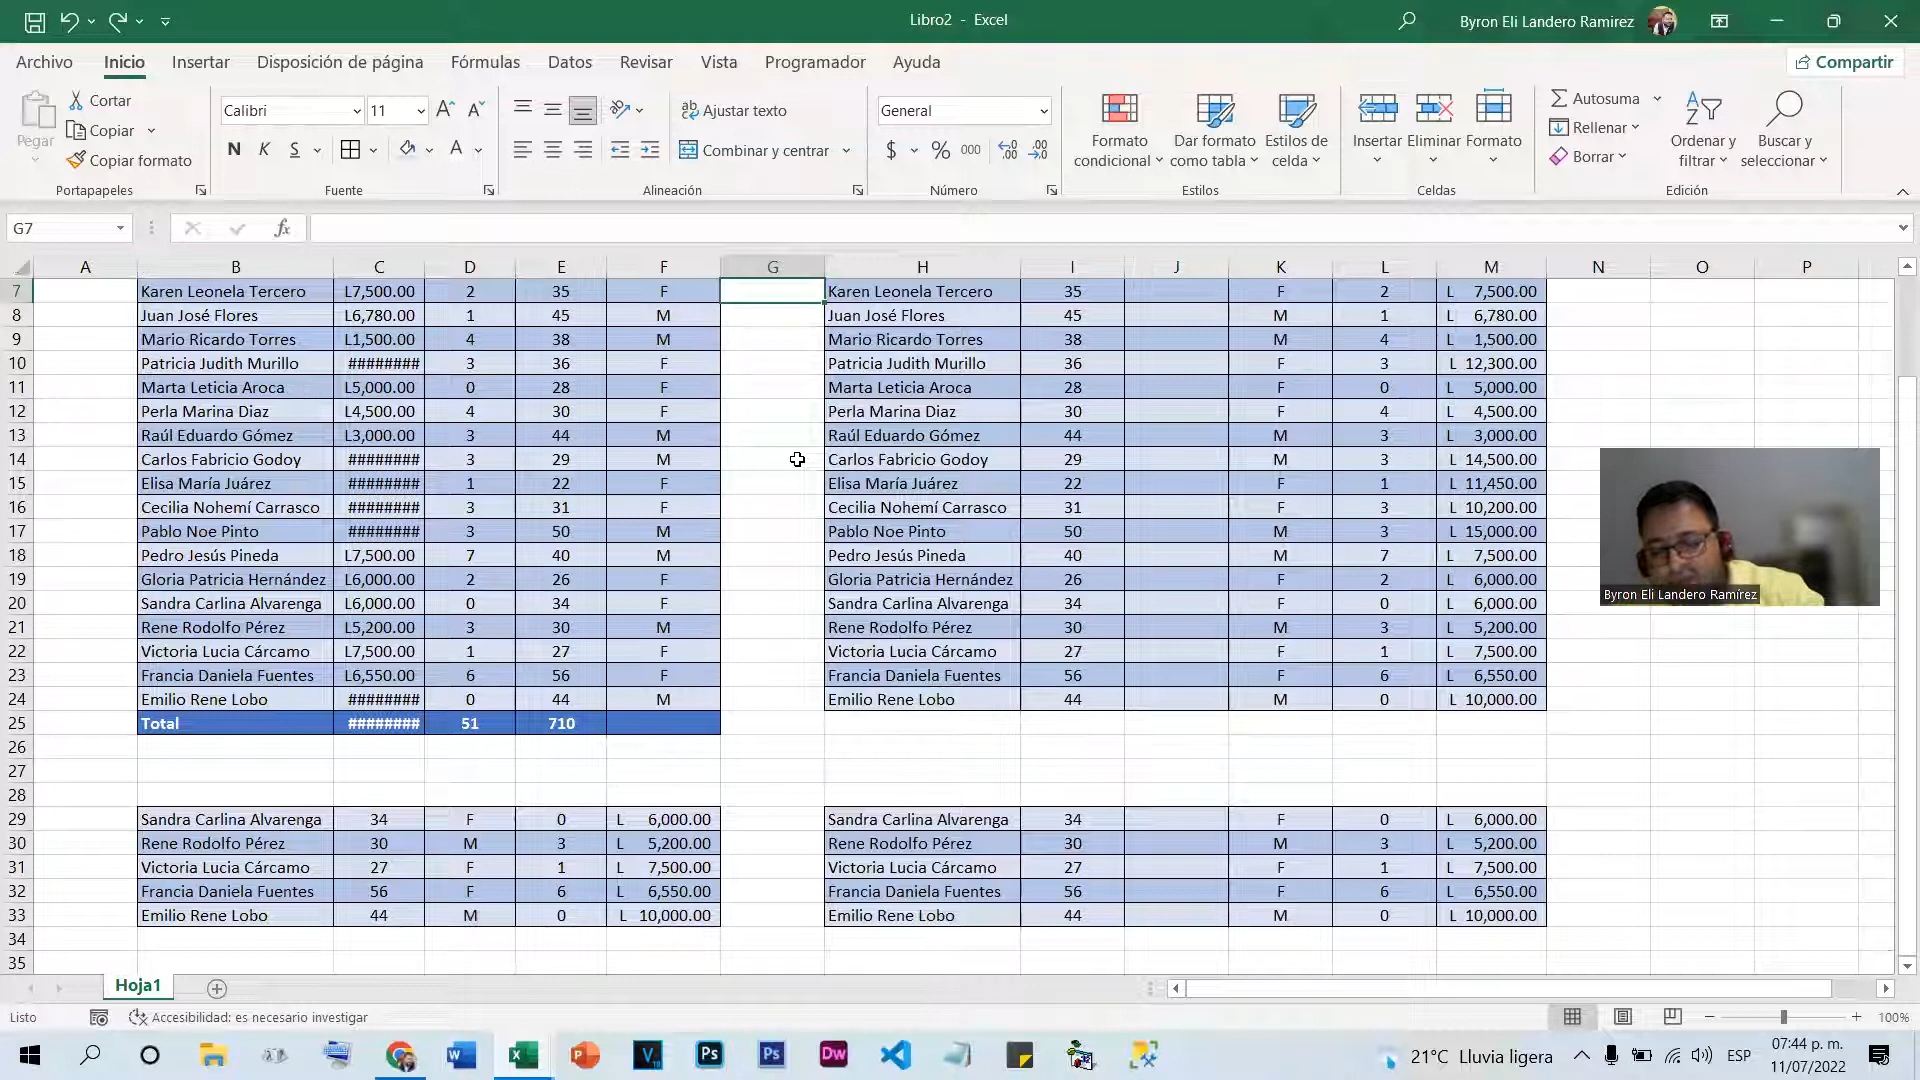 Libro2 - Excel
Byron Eli Landero Ramirez
Archivo Inicio Insertar Disposición de página Fórmulas Datos Revisar Vista Programador Ayuda Compartir
Pegar
Cortar
Copiar
Copiar formato
Portapapeles
Calibri 11
N K S
A
Fuente
Ajustar texto
Combinar y centrar
Alineación
General
$ % 000
Número
Formato condicional
Dar formato como tabla
Estilos de celda
Estilos
Insertar Eliminar Formato
Celdas
Autosuma
Rellenar
Borrar
Ordenar y filtrar
Buscar y seleccionar
Edición
G7 fx
A B C D E F G H I J K L M N O P
7 Karen Leonela Tercero L7,500.00 2 35 F Karen Leonela Tercero 35 F 2 L 7,500.00
8 Juan José Flores L6,780.00 1 45 M Juan José Flores 45 M 1 L 6,780.00
9 Mario Ricardo Torres L1,500.00 4 38 M Mario Ricardo Torres 38 M 4 L 1,500.00
10 Patricia Judith Murillo ######## 3 36 F Patricia Judith Murillo 36 F 3 L 12,300.00
11 Marta Leticia Aroca L5,000.00 0 28 F Marta Leticia Aroca 28 F 0 L 5,000.00
12 Perla Marina Diaz L4,500.00 4 30 F Perla Marina Diaz 30 F 4 L 4,500.00
13 Raúl Eduardo Gómez L3,000.00 3 44 M Raúl Eduardo Gómez 44 M 3 L 3,000.00
14 Carlos Fabricio Godoy ######## 3 29 M Carlos Fabricio Godoy 29 M 3 L 14,500.00
15 Elisa María Juárez ######## 1 22 F Elisa María Juárez 22 F 1 L 11,450.00
16 Cecilia Nohemí Carrasco ######## 3 31 F Cecilia Nohemí Carrasco 31 F 3 L 10,200.00
17 Pablo Noe Pinto ######## 3 50 M Pablo Noe Pinto 50 M 3 L 15,000.00
18 Pedro Jesús Pineda L7,500.00 7 40 M Pedro Jesús Pineda 40 M 7 L 7,500.00
19 Gloria Patricia Hernández L6,000.00 2 26 F Gloria Patricia Hernández 26 F 2 L 6,000.00
20 Sandra Carlina Alvarenga L6,000.00 0 34 F Sandra Carlina Alvarenga 34 F 0 L 6,000.00
21 Rene Rodolfo Pérez L5,200.00 3 30 M Rene Rodolfo Pérez 30 M 3 L 5,200.00
22 Victoria Lucia Cárcamo L7,500.00 1 27 F Victoria Lucia Cárcamo 27 F 1 L 7,500.00
23 Francia Daniela Fuentes L6,550.00 6 56 F Francia Daniela Fuentes 56 F 6 L 6,550.00
24 Emilio Rene Lobo ######## 0 44 M Emilio Rene Lobo 44 M 0 L 10,000.00
25 Total ######## 51 710
26
27
28
29 Sandra Carlina Alvarenga 34 F 0 L 6,000.00 Sandra Carlina Alvarenga 34 F 0 L 6,000.00
30 Rene Rodolfo Pérez 30 M 3 L 5,200.00 Rene Rodolfo Pérez 30 M 3 L 5,200.00
31 Victoria Lucia Cárcamo 27 F 1 L 7,500.00 Victoria Lucia Cárcamo 27 F 1 L 7,500.00
32 Francia Daniela Fuentes 56 F 6 L 6,550.00 Francia Daniela Fuentes 56 F 6 L 6,550.00
33 Emilio Rene Lobo 44 M 0 L 10,000.00 Emilio Rene Lobo 44 M 0 L 10,000.00
34
35
Byron Eli Landero Ramírez
Hoja1
Listo Accesibilidad: es necesario investigar 100%
21°C Lluvia ligera ESP 07:44 p. m.
11/07/2022